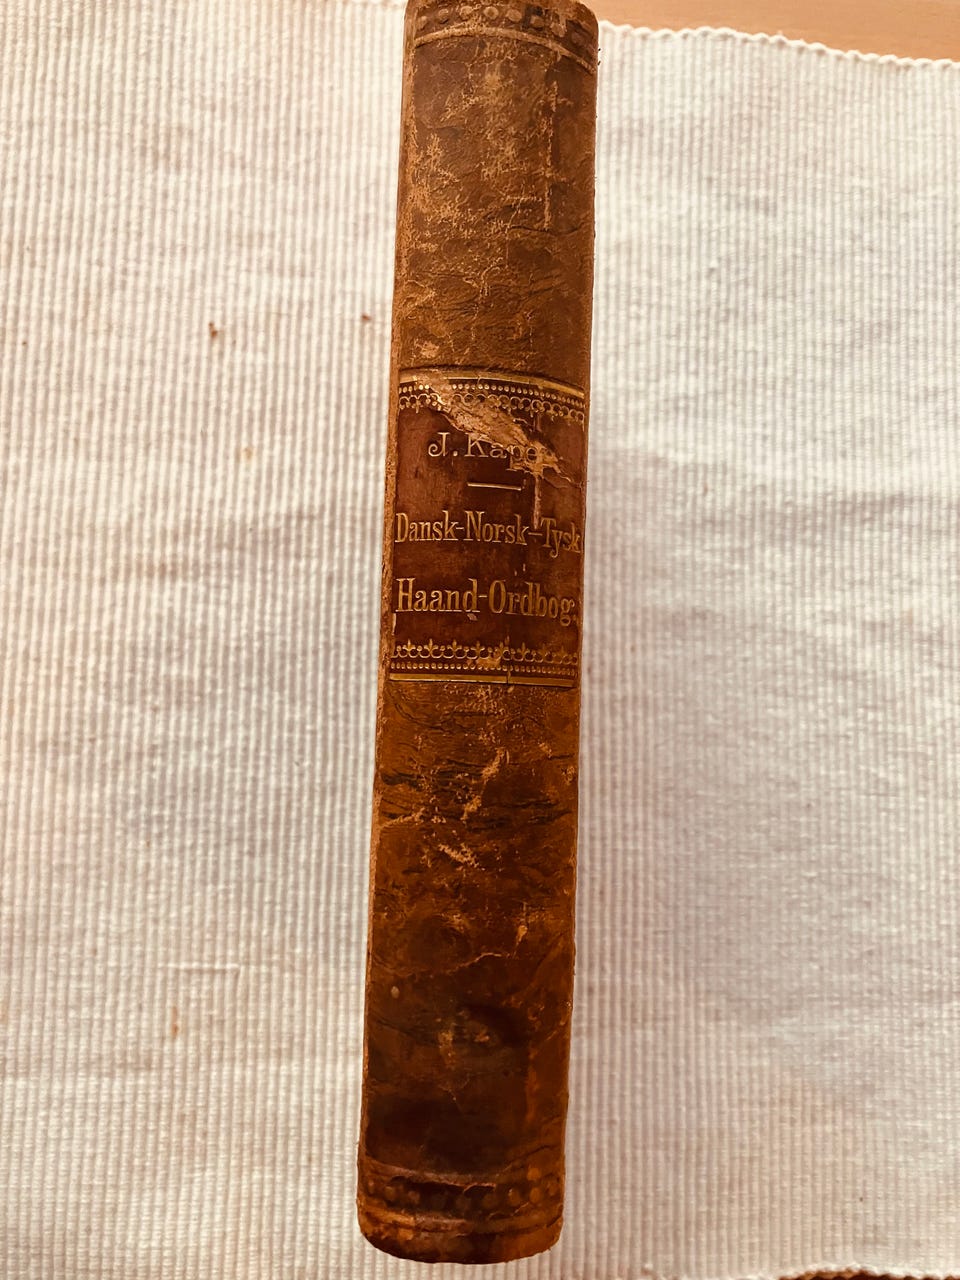 J. Kaper
Dansk-Norsk-Tysk
Haand-Ordbog.